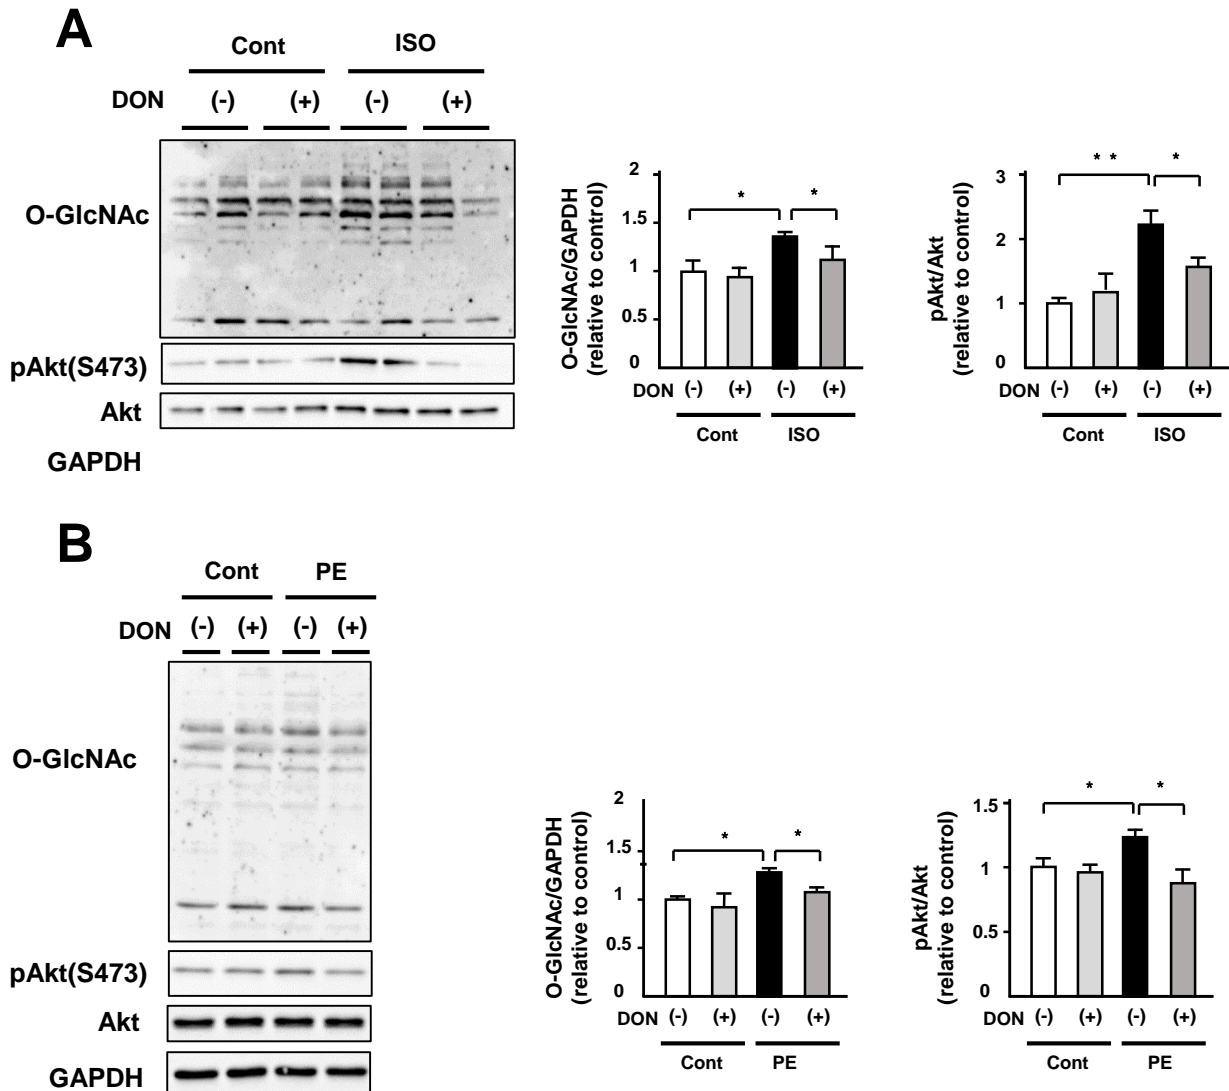 A
Cont ISO
DON (-) (+) (-) (+)
O-GlcNAc
pAkt(S473)
Akt
GAPDH
O-GlcNAc/GAPDH
(relative to control)
2
1.5
1
0.5
0
* *
DON (-) (+) (-) (+)
Cont ISO
pAkt/Akt
(relative to control)
3
2
1
0
* * *
DON (-) (+) (-) (+)
Cont ISO
B
Cont PE
DON (-) (+) (-) (+)
O-GlcNAc
pAkt(S473)
Akt
GAPDH
O-GlcNAc/GAPDH
(relative to control)
2
1.5
1
0.5
0
* *
DON (-) (+) (-) (+)
Cont PE
pAkt/Akt
(relative to control)
1.5
1
0.5
0
* *
DON (-) (+) (-) (+)
Cont PE